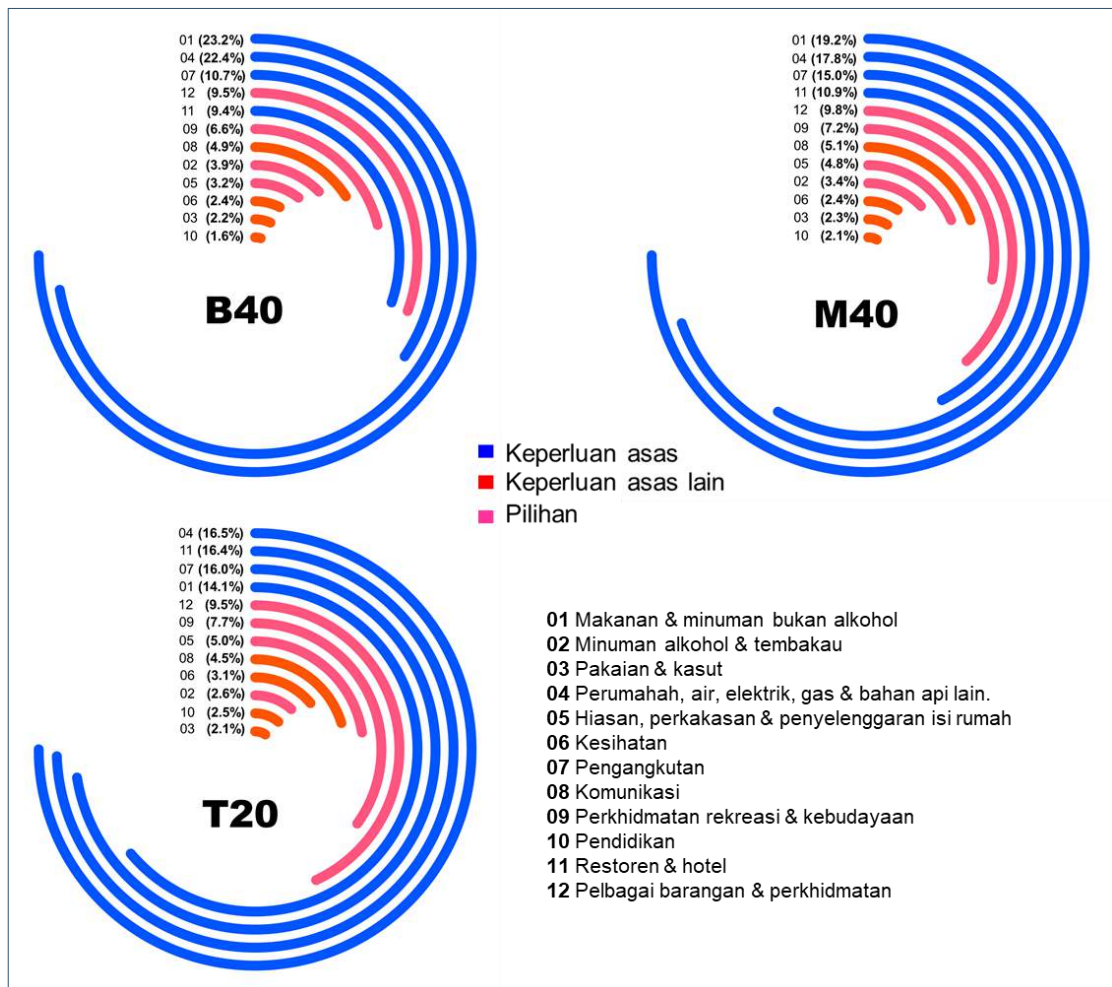 01 (23.2%)
04 (22.4%)
07 (10.7%)
12 (9.5%)
11 (9.4%)
09 (6.6%)
08 (4.9%)
02 (3.9%)
05 (3.2%)
06 (2.4%)
03 (2.2%)
10 (1.6%)
B40
01 (19.2%)
04 (17.8%)
07 (15.0%)
11 (10.9%)
12 (9.8%)
09 (7.2%)
08 (5.1%)
05 (4.8%)
02 (3.4%)
06 (2.4%)
03 (2.3%)
10 (2.1%)
M40
Keperluan asas
Keperluan asas lain
Pilihan
04 (16.5%)
11 (16.4%)
07 (16.0%)
01 (14.1%)
12 (9.5%)
09 (7.7%)
05 (5.0%)
08 (4.5%)
06 (3.1%)
02 (2.6%)
10 (2.5%)
03 (2.1%)
T20
01 Makanan & minuman bukan alkohol
02 Minuman alkohol & tembakau
03 Pakaian & kasut
04 Perumahah, air, elektrik, gas & bahan api lain.
05 Hiasan, perkakasan & penyelenggaran isi rumah
06 Kesihatan
07 Pengangkutan
08 Komunikasi
09 Perkhidmatan rekreasi & kebudayaan
10 Pendidikan
11 Restoren & hotel
12 Pelbagai barangan & perkhidmatan